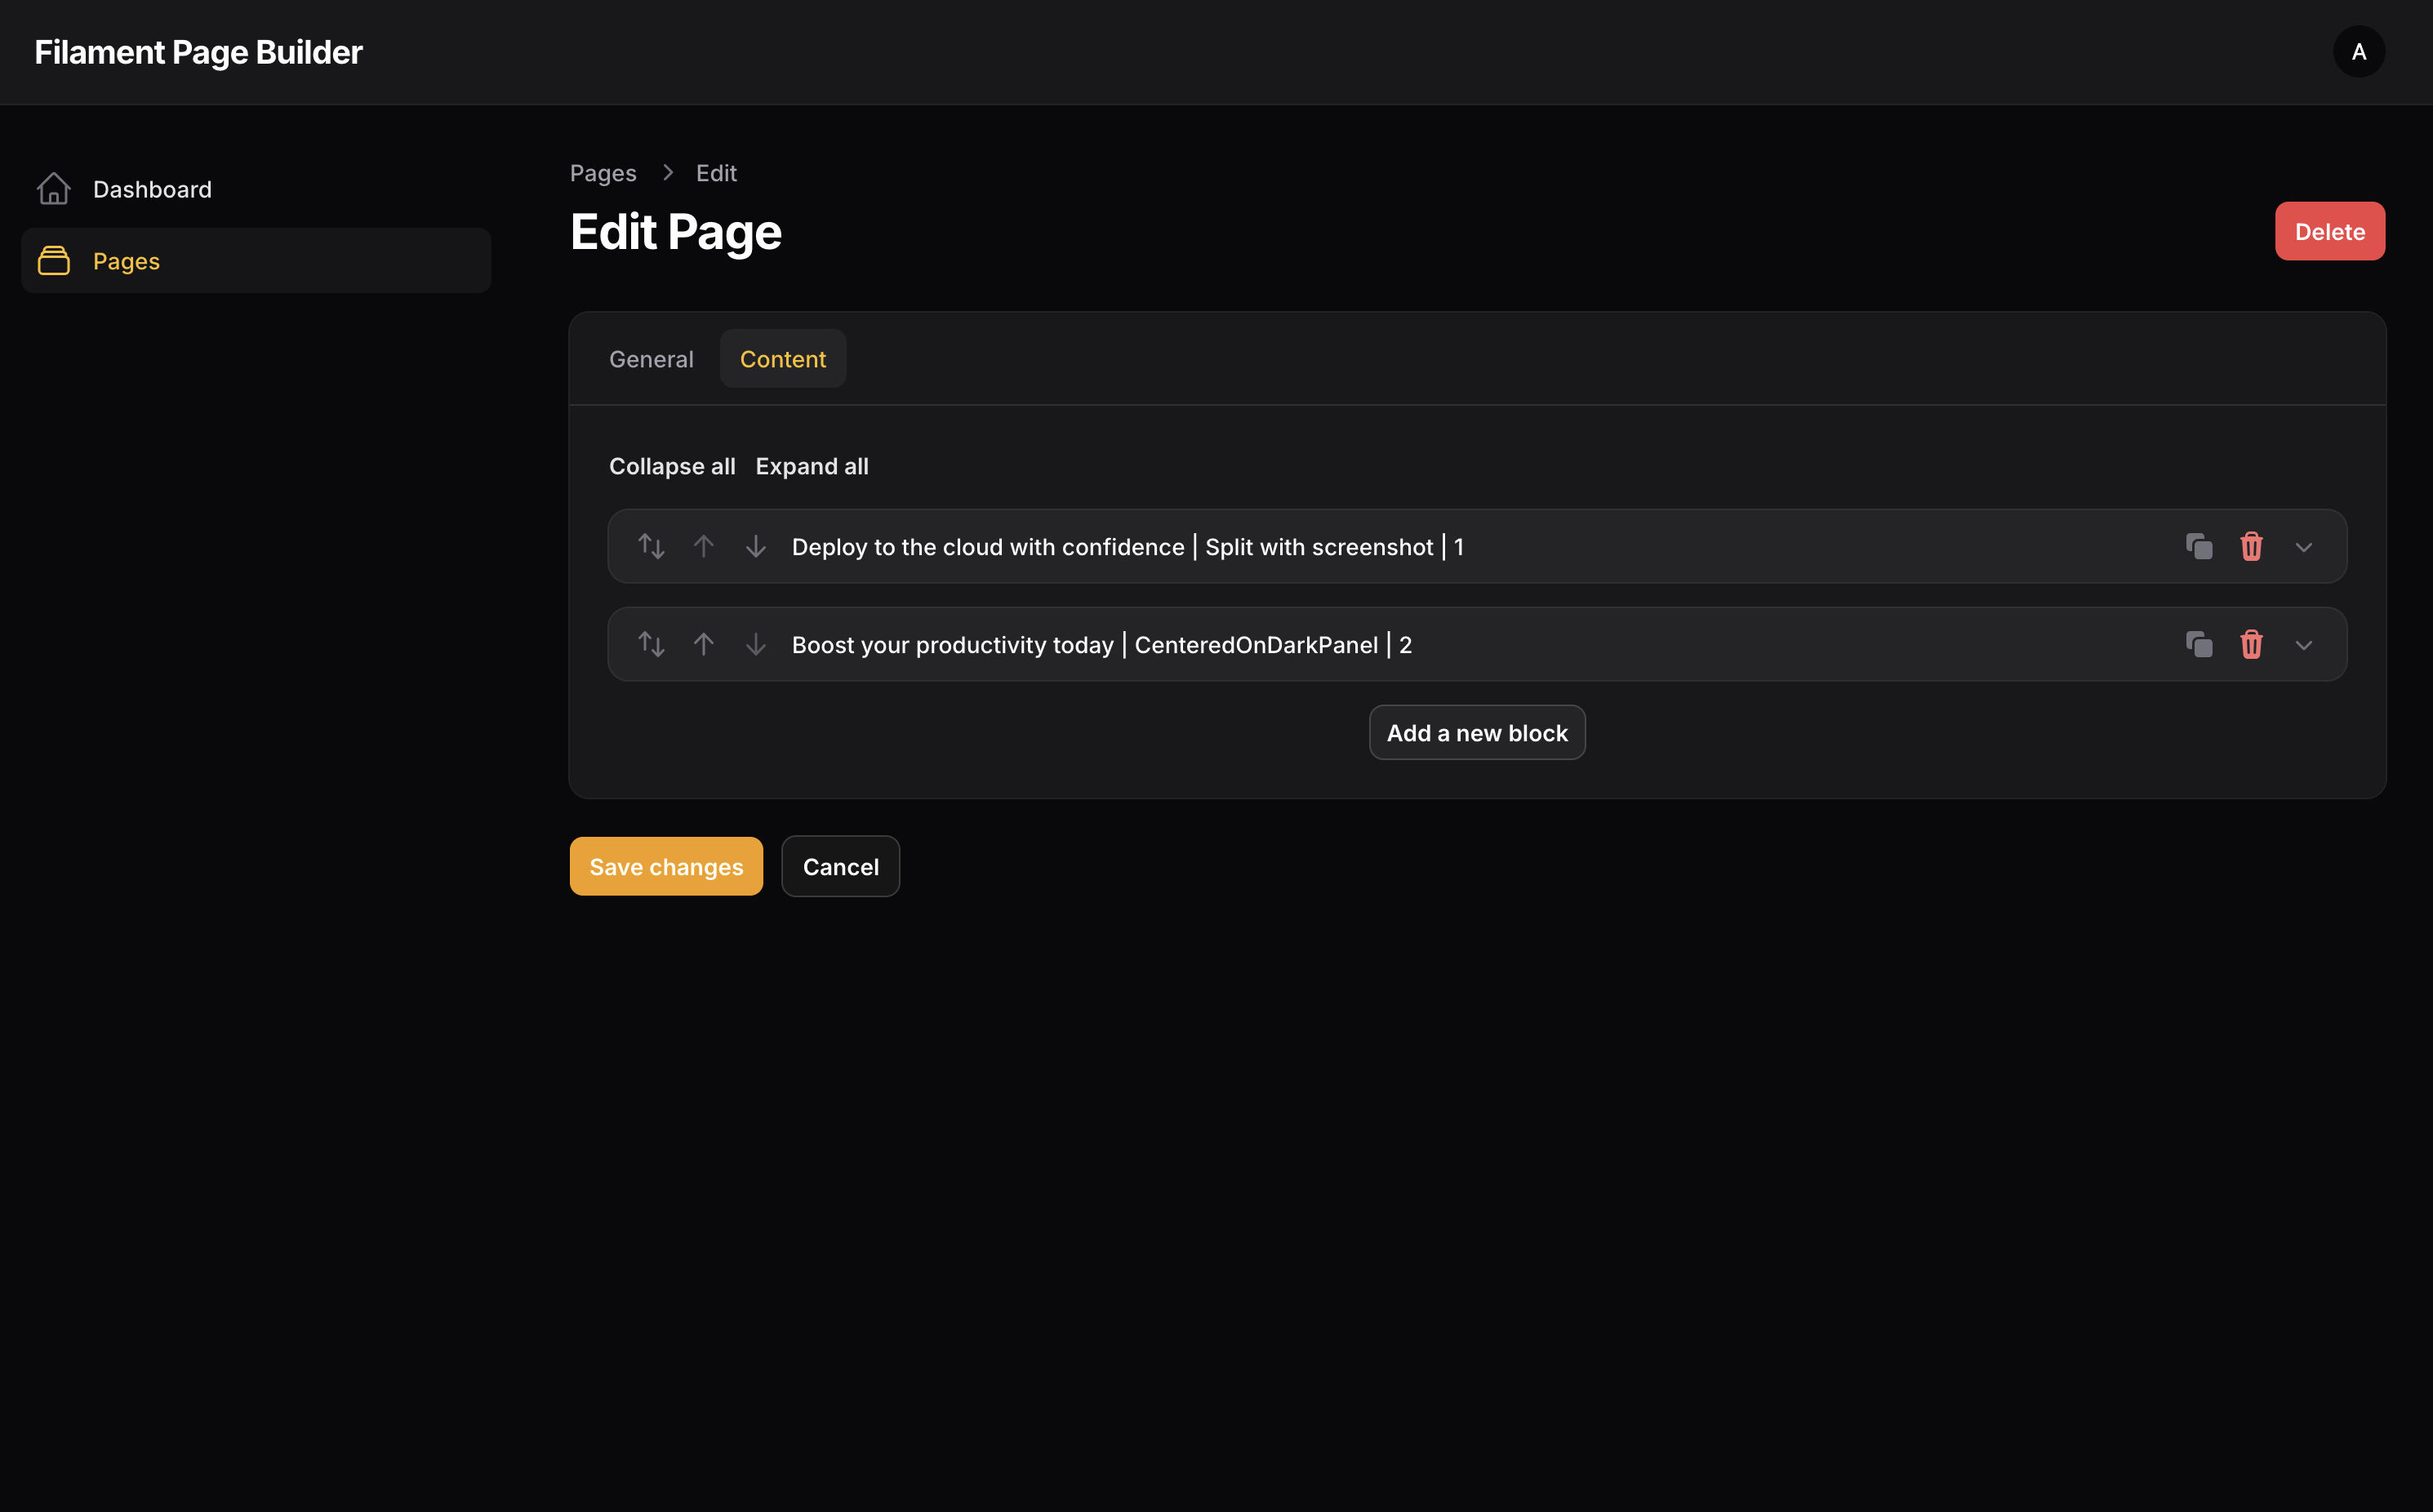 Filament Page Builder
A
Dashboard
Pages
Pages > Edit
Edit Page
Delete
General Content
Collapse all Expand all
Deploy to the cloud with confidence | Split with screenshot | 1
Boost your productivity today | CenteredOnDarkPanel | 2
Add a new block
Save changes Cancel